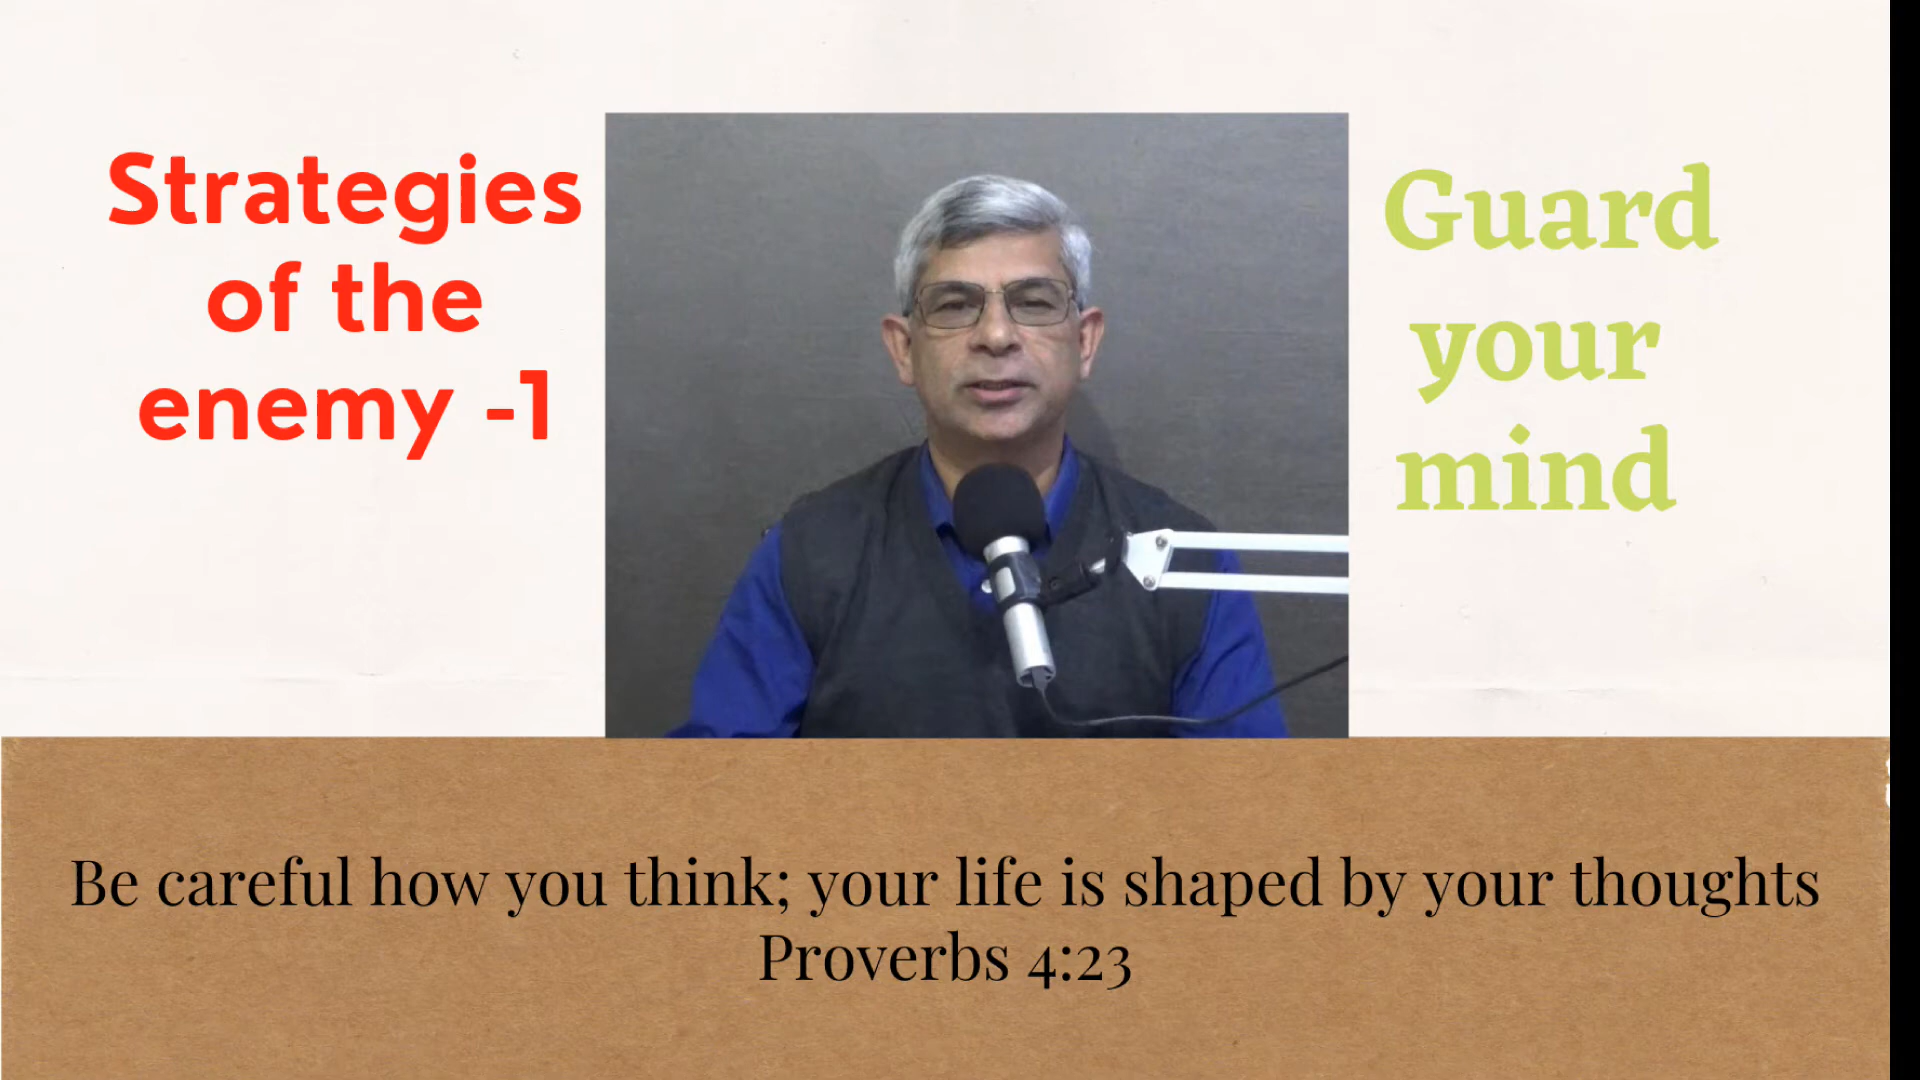 Strategies
of the
enemy -1
Guard
your
mind
Be careful how you think; your life is shaped by your thoughts
Proverbs 4:23